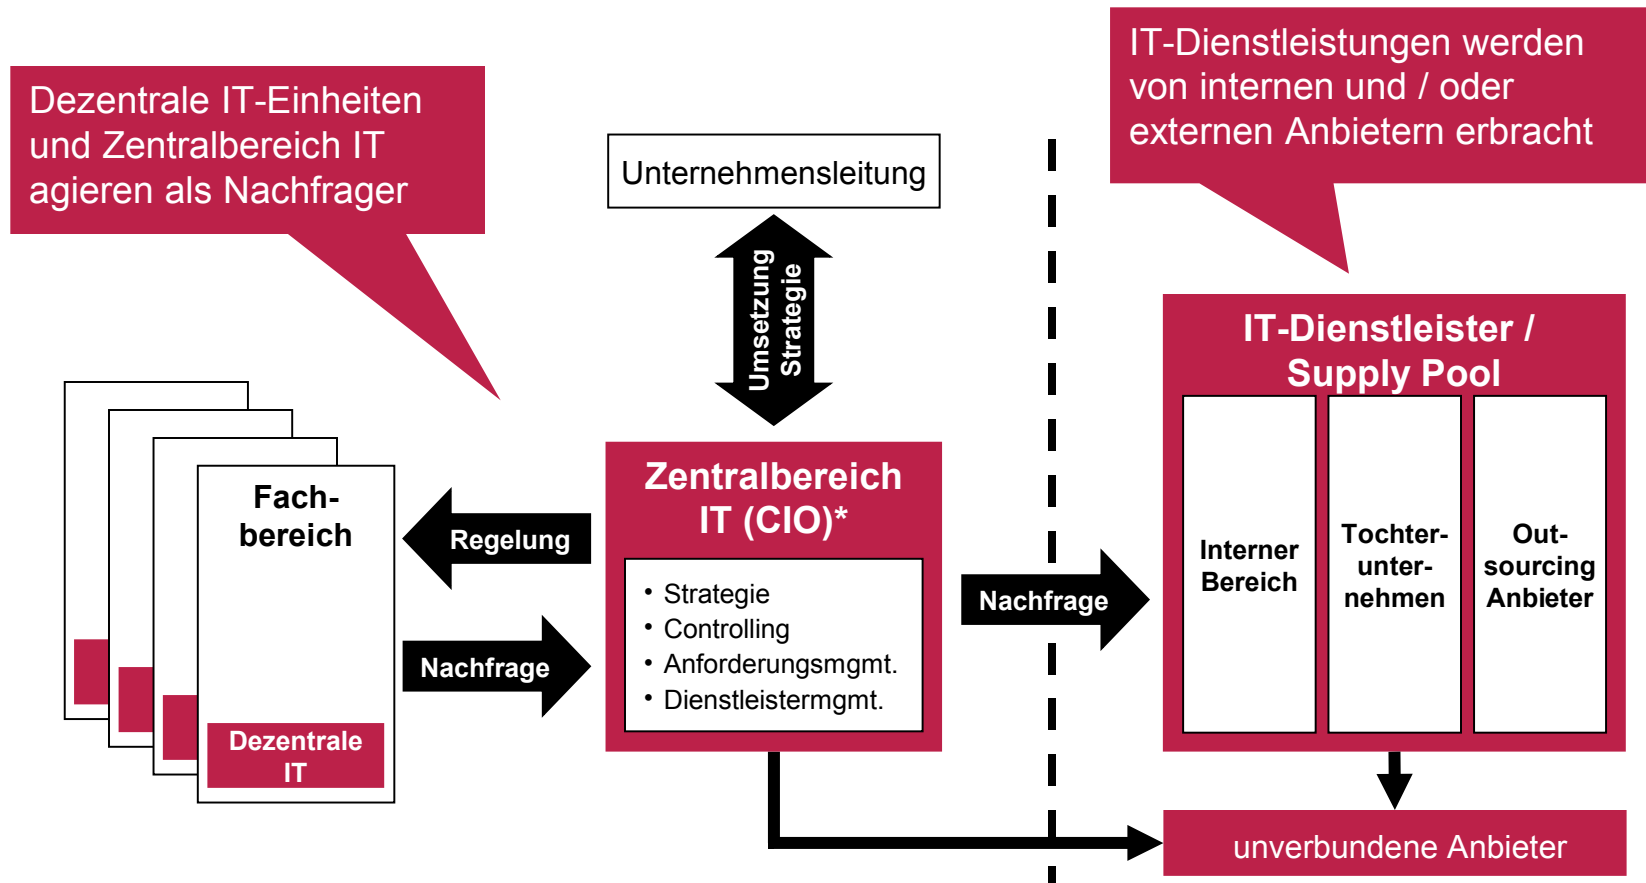 Dezentrale IT-Einheiten
und Zentralbereich IT
agieren als Nachfrager
IT-Dienstleistungen werden
von internen und / oder
externen Anbietern erbracht
Unternehmensleitung
Umsetzung
Strategie
Fach-
bereich
Dezentrale
IT
Regelung
Nachfrage
Zentralbereich
IT (CIO)*
• Strategie
• Controlling
• Anforderungsmgmt.
• Dienstleistermgmt.
Nachfrage
IT-Dienstleister /
Supply Pool
Interner
Bereich
Tochter-
unter-
nehmen
Out-
sourcing
Anbieter
unverbundene Anbieter